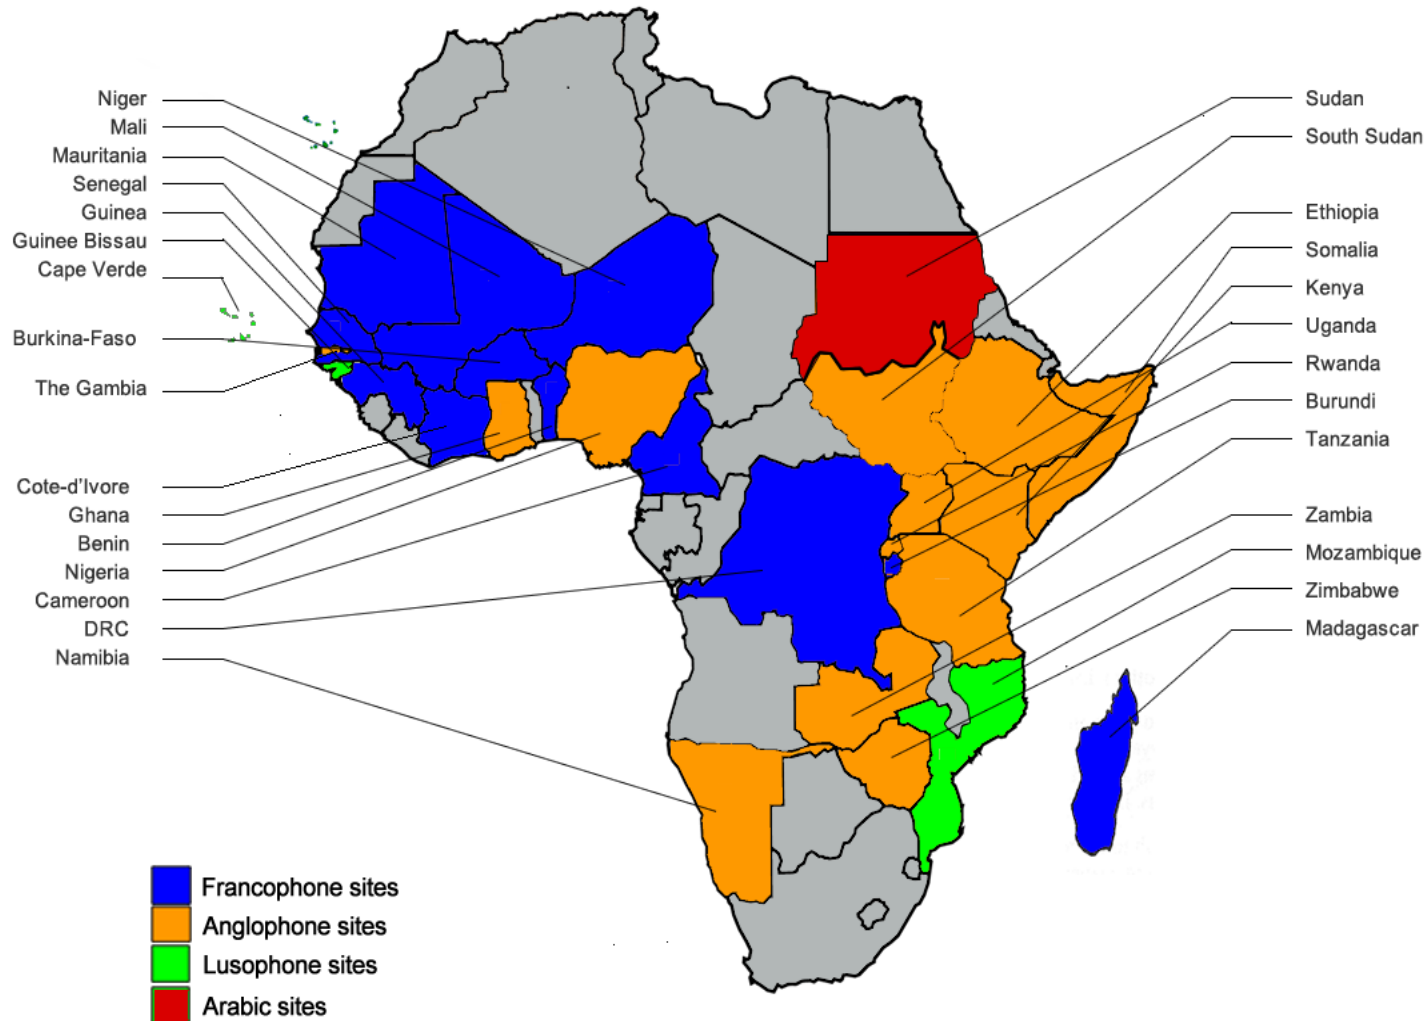 Niger
Mali
Mauritania
Senegal
Guinea
Guinee Bissau
Cape Verde
Burkina-Faso
The Gambia
Cote-d'Ivore
Ghana
Benin
Nigeria
Cameroon
DRC
Namibia
Sudan
South Sudan
Ethiopia
Somalia
Kenya
Uganda
Rwanda
Burundi
Tanzania
Zambia
Mozambique
Zimbabwe
Madagascar
Francophone sites
Anglophone sites
Lusophone sites
Arabic sites